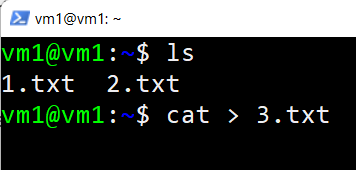 vm1@vm1: ~
vm1@vm1:~$ ls
1.txt  2.txt
vm1@vm1:~$ cat > 3.txt